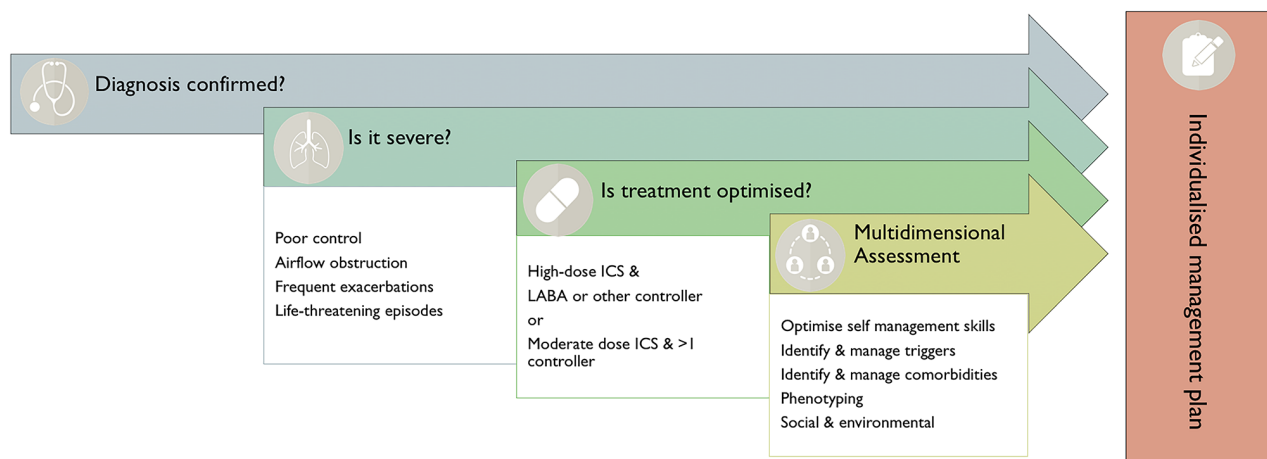 Diagnosis confirmed?
Is it severe?
Poor control
Airflow obstruction
Frequent exacerbations
Life-threatening episodes
Is treatment optimised?
High-dose ICS &
LABA or other controller
or
Moderate dose ICS & >1
controller
Multidimensional
Assessment
Optimise self management skills
Identify & manage triggers
Identify & manage comorbidities
Phenotyping
Social & environmental
Individualised management plan